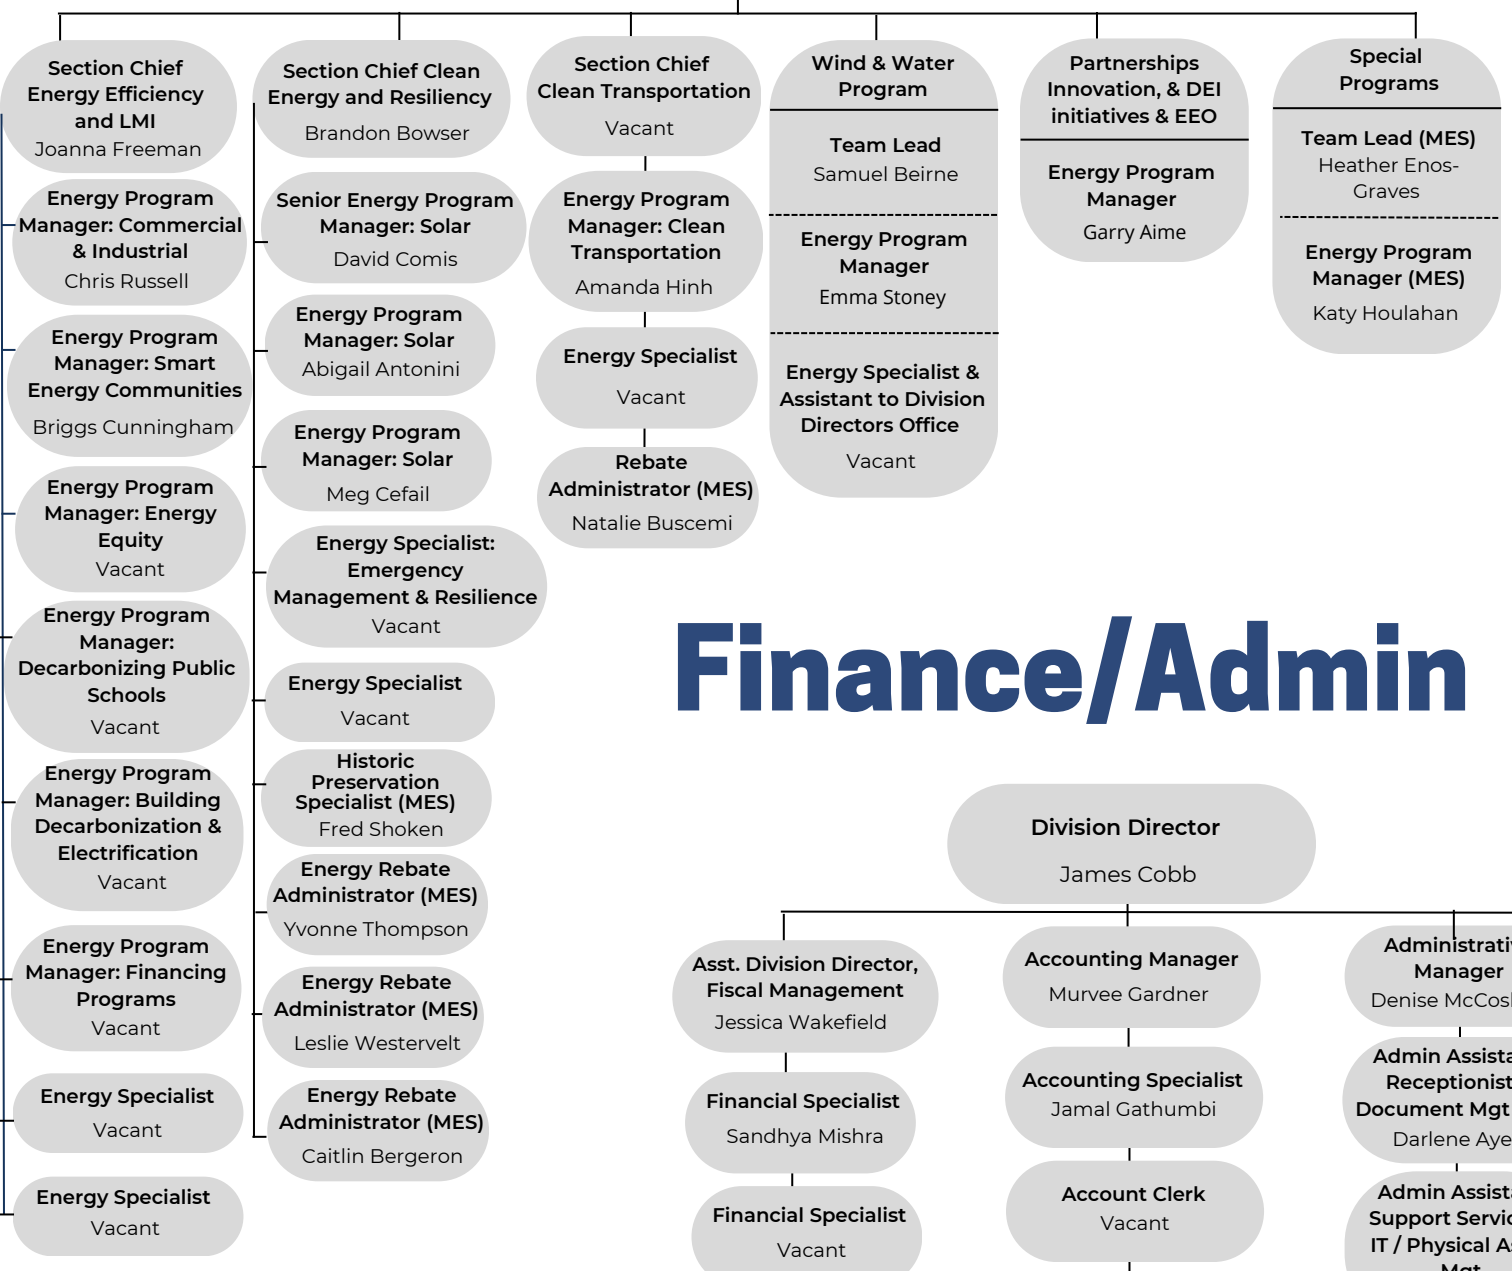 Section Chief
Energy Efficiency
and LMI
Joanna Freeman
Energy Program
Manager: Commercial
& Industrial
Chris Russell
Energy Program
Manager: Smart
Energy Communities
Briggs Cunningham
Energy Program
Manager: Energy
Equity
Vacant
Energy Program
Manager:
Decarbonizing Public
Schools
Vacant
Energy Program
Manager: Building
Decarbonization &
Electrification
Vacant
Energy Program
Manager: Financing
Programs
Vacant
Energy Specialist
Vacant
Energy Specialist
Vacant
Section Chief Clean
Energy and Resiliency
Brandon Bowser
Senior Energy Program
Manager: Solar
David Comis
Energy Program
Manager: Solar
Abigail Antonini
Energy Program
Manager: Solar
Meg Cefail
Energy Specialist:
Emergency
Management & Resilience
Vacant
Energy Specialist
Vacant
Historic
Preservation
Specialist (MES)
Fred Shoken
Energy Rebate
Administrator (MES)
Yvonne Thompson
Energy Rebate
Administrator (MES)
Leslie Westervelt
Energy Rebate
Administrator (MES)
Caitlin Bergeron
Section Chief
Clean Transportation
Vacant
Energy Program
Manager: Clean
Transportation
Amanda Hinh
Energy Specialist
Vacant
Rebate
Administrator (MES)
Natalie Buscemi
Wind & Water
Program
Team Lead
Samuel Beirne
Energy Program
Manager
Emma Stoney
Energy Specialist &
Assistant to Division
Directors Office
Vacant
Partnerships
Innovation, & DEI
initiatives & EEO
Energy Program
Manager
Garry Aime
Special
Programs
Team Lead (MES)
Heather Enos-
Graves
Energy Program
Manager (MES)
Katy Houlahan
Finance/Admin
Division Director
James Cobb
Asst. Division Director,
Fiscal Management
Jessica Wakefield
Financial Specialist
Sandhya Mishra
Financial Specialist
Vacant
Accounting Manager
Murvee Gardner
Accounting Specialist
Jamal Gathumbi
Account Clerk
Vacant
Manager
Denise
Admin
Receptionist
Document Mgt
Darlene
Admin
Support
IT / Physical